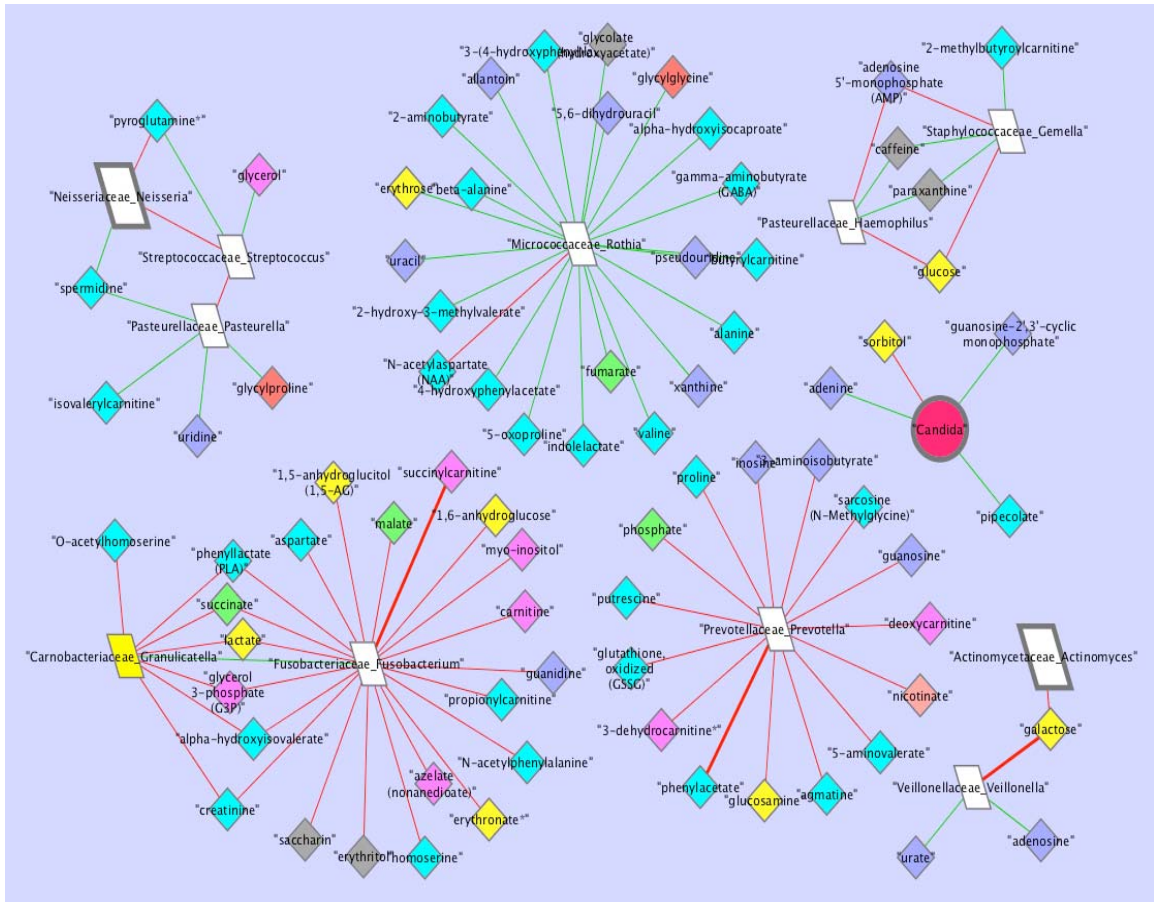 "3-(4-hydroxyphenyl)
"glycolate
(hydroxyacetate)"
"2-methylbutyroylcarnitine"
"allantoin"
"glycylglycine"
"adenosine
5'-monophosphate
(AMP)"
"pyroglutamine*"
"2-aminobutyrate"
"5,6-dihydrouracil"
"alpha-hydroxyisocaproate"
"Staphylococcaceae_Gemella"
"caffeine"
"glycerol"
"gamma-aminobutyrate
(GABA)"
"Neisseriaceae_Neisseria"
"erythrose"
"beta-alanine"
"paraxanthine"
"Pasteurellaceae_Haemophilus"
"Streptococcaceae_Streptococcus"
"Micrococcaceae_Rothia"
"uracil"
"pseudouridine"
"butyrylcarnitine"
"glucose"
"spermidine"
"2-hydroxy-3-methylvalerate"
"Pasteurellaceae_Pasteurella"
"alanine"
"sorbitol"
"guanosine-2',3'-cyclic
monophosphate"
"N-acetylaspartate
(NAA)"
"fumarate"
"glycylproline"
"4-hydroxyphenylacetate"
"xanthine"
"adenine"
"isovalerylcarnitine"
"uridine"
"5-oxoproline"
"indolelactate"
"valine"
"Candida"
"1,5-anhydroglucitol
(1,5-AG)"
"succinylcarnitine"
"proline"
"inosine"
"3-aminoisobutyrate"
"sarcosine
(N-Methylglycine)"
"pipecolate"
"malate"
"1,6-anhydroglucose"
"phosphate"
"O-acetylhomoserine"
"phenyllactate
(PLA)"
"aspartate"
"myo-inositol"
"guanosine"
"succinate"
"carnitine"
"putrescine"
"deoxycarnitine"
"lactate"
"Prevotellaceae_Prevotella"
"Carnobacteriaceae_Granulicatella"
"Fusobacteriaceae_Fusobacterium"
"glutathione,
oxidized
(GSSG)"
"Actinomycetaceae_Actinomyces"
"glycerol
3-phosphate
(G3P)"
"guanidine"
"propionylcarnitine"
"nicotinate"
"3-dehydrocarnitine*"
"galactose"
"alpha-hydroxyisovalerate"
"N-acetylphenylalanine"
"5-aminovalerate"
"azelate
(nonanedioate)"
"phenylacetate"
"glucosamine"
"agmatine"
"Veillonellaceae_Veillonella"
"creatinine"
"erythronate*"
"saccharin"
"erythritol"
"homoserine"
"urate"
"adenosine"